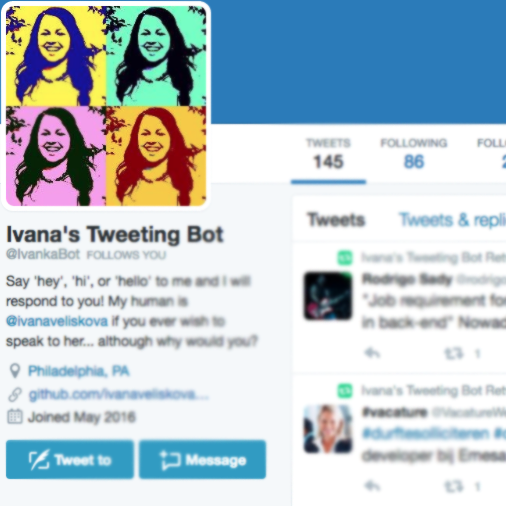 TWEETS
145
FOLLOWING
86
Ivana's Tweeting Bot
@IvankaBot FOLLOWS YOU
Say 'hey', 'hi', or 'hello' to me and I will
respond to you! My human is
@ivanaveliskova if you ever wish to
speak to her... although why would you?
Philadelphia, PA
github.com/ivanaveliskova...
Joined May 2016
Tweet to
Message
Tweets
Tweets & repli
Ivana's Tweeting Bot Ret
Rodrigo Sady
"Job requirement for
in back-end" Nowad
1
Ivana's Tweeting Bot Ret
#vacature @VacatureW
#durftesolliciteren
developer bij Emesa
1